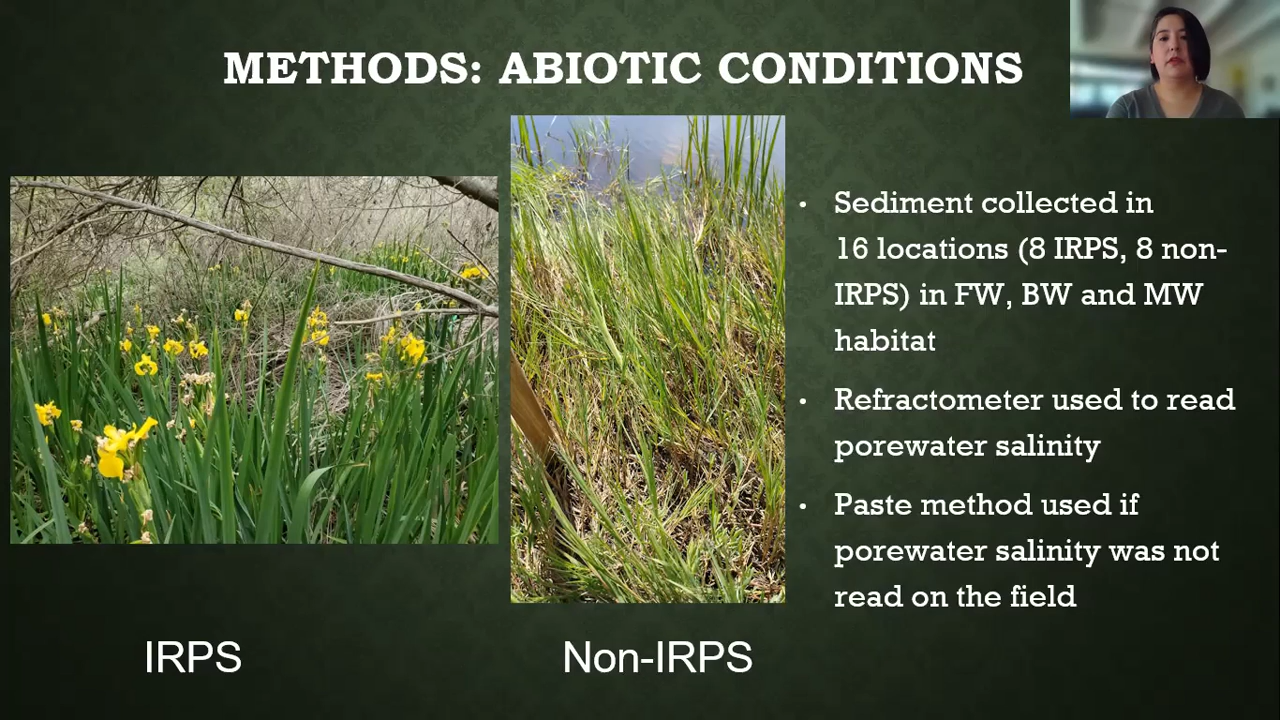 METHODS: ABIOTIC CONDITIONS
• Sediment collected in
16 locations (8 IRPS, 8 non-
IRPS) in FW, BW and MW
habitat
• Refractometer used to read
porewater salinity
• Paste method used if
porewater salinity was not
read on the field
IRPS
Non-IRPS